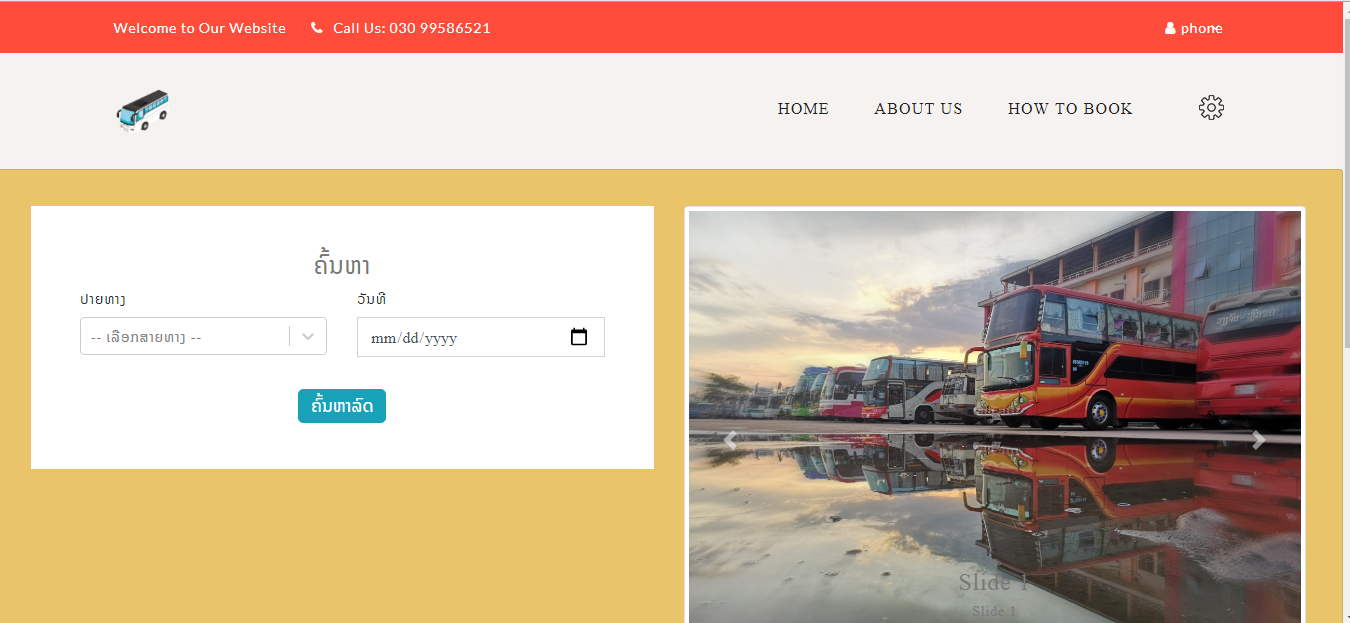 Welcome to Our Website
Call Us: 030 99586521
phone
HOME
ABOUT US
HOW TO BOOK
ຄົ້ນຫາ
ປາຍທາງ
ວັນທີ
-- ເລືອກສາຍທາງ --
mm/dd/yyyy
ຄົ້ນຫາລົດ
Slide 1
Slide 1